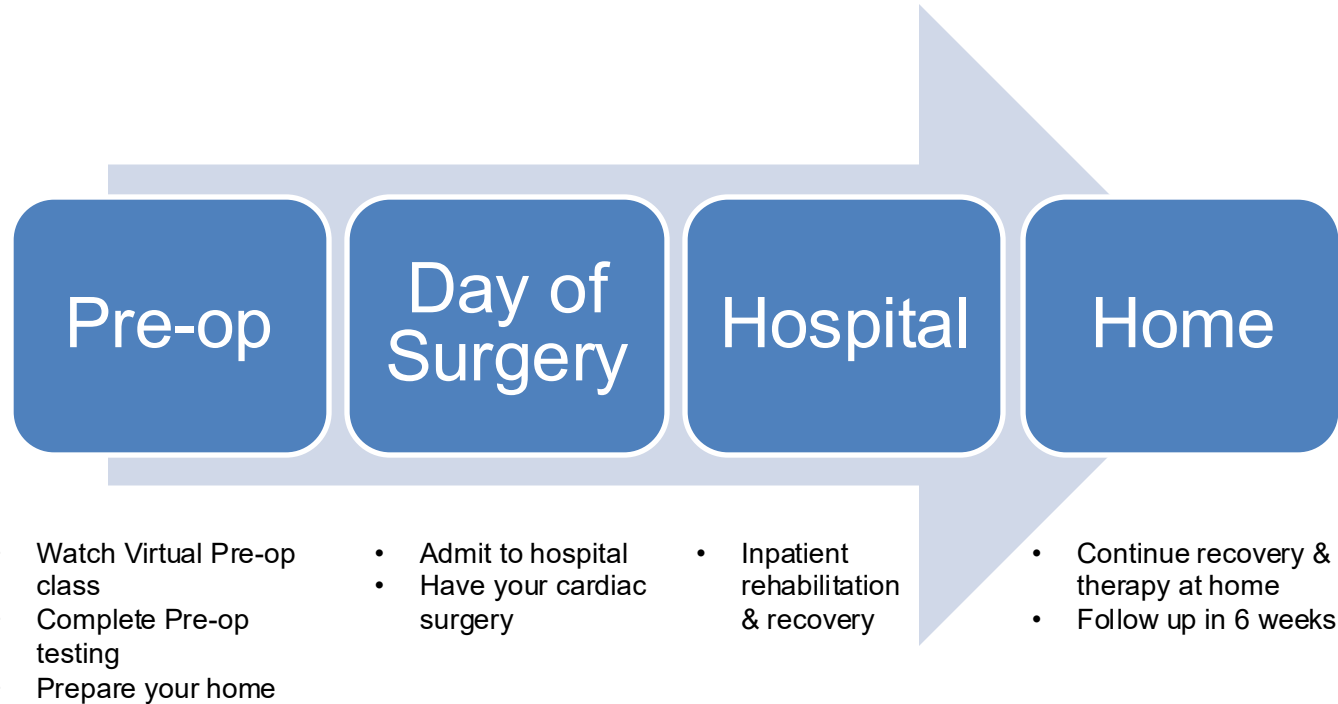 Pre-op
Day of
Surgery
Hospital
Home
Watch Virtual Pre-op
class
Complete Pre-op
testing
Prepare your home
• Admit to hospital
• Have your cardiac
surgery
• Inpatient
rehabilitation
& recovery
• Continue recovery &
therapy at home
• Follow up in 6 weeks